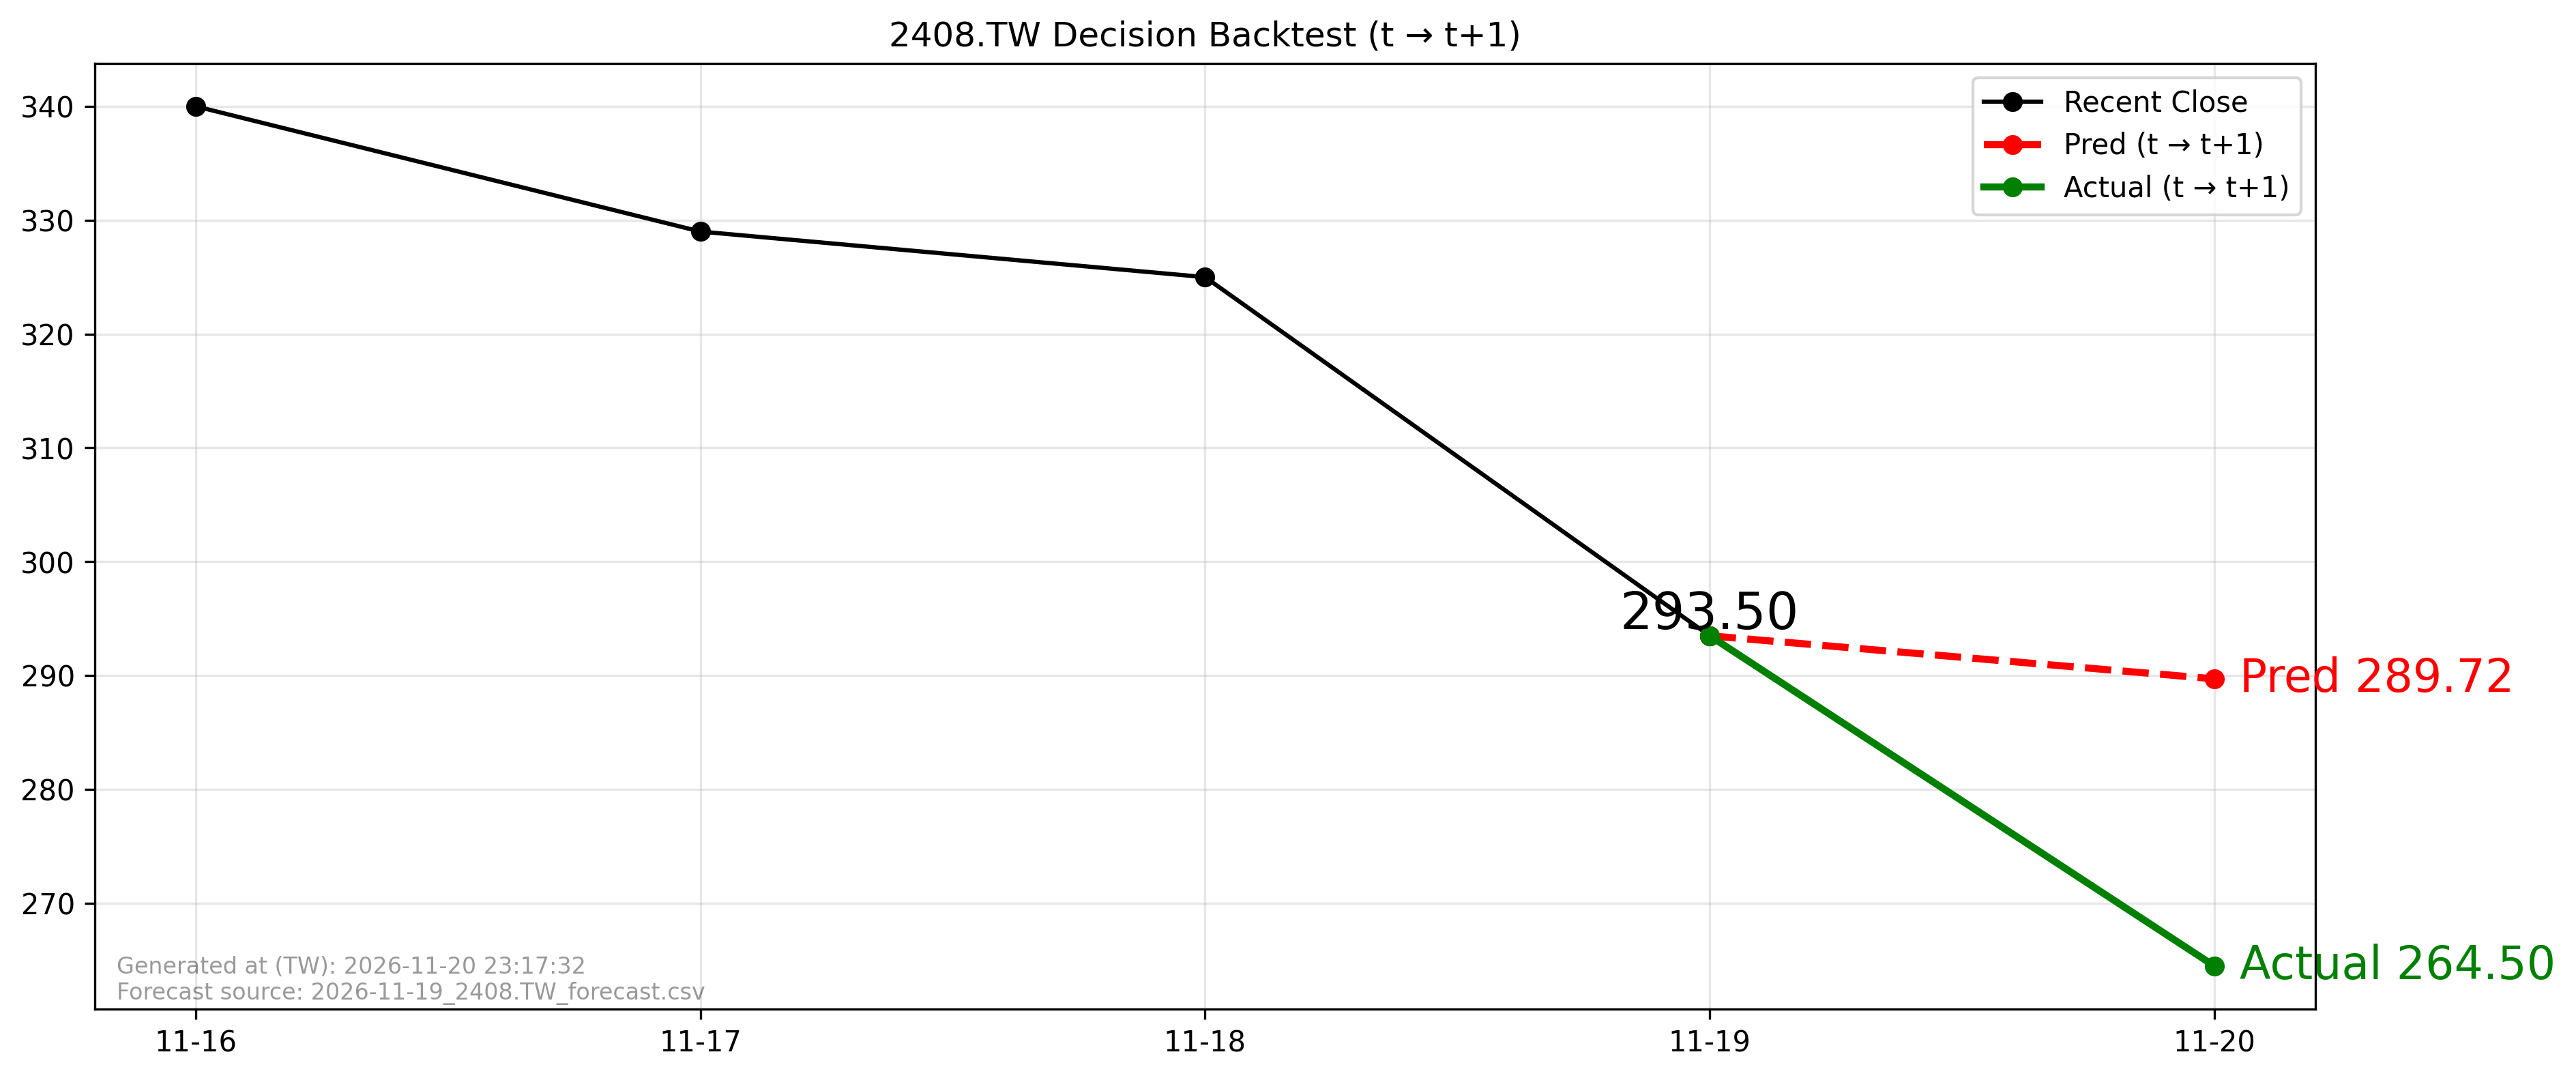 2408.TW Decision Backtest (t → t+1)
Recent Close
Pred (t → t+1)
Actual (t → t+1)
340
330
320
310
300
290
280
270
293.50
Pred 289.72
Actual 264.50
Generated at (TW): 2026-11-20 23:17:32
Forecast source: 2026-11-19_2408.TW_forecast.csv
11-16
11-17
11-18
11-19
11-20